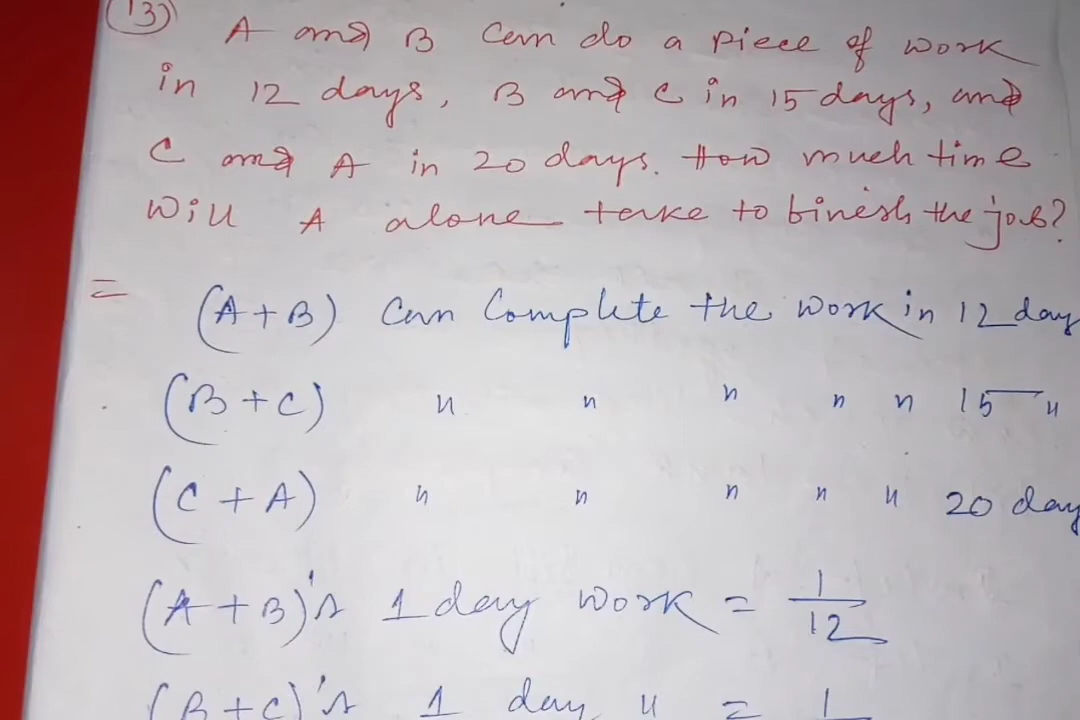 (13) A and B can do a piece of work
in 12 days, B and C in 15 days, and
C and A in 20 days. How much time
will A alone take to finish the job?
= (A+B) Can Complete the work in 12 day
(B+C) " " " " " 15 "
(C+A) " " " " " 20 day
(A+B)'s 1 day work = 1/12
(B+C)'s 1 day " = 1